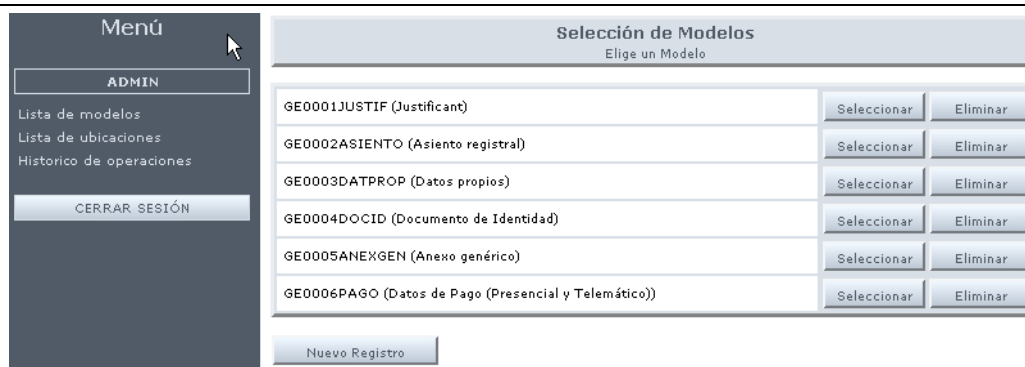 Menú
ADMIN
Lista de modelos
Lista de ubicaciones
Historico de operaciones
CERRAR SESIÓN
Selección de Modelos
Elige un Modelo
GE0001JUSTIF (Justificant) Seleccionar Eliminar
GE0002ASIENTO (Asiento registral) Seleccionar Eliminar
GE0003DATPROP (Datos propios) Seleccionar Eliminar
GE0004DOCID (Documento de Identidad) Seleccionar Eliminar
GE0005ANEXGEN (Anexo genérico) Seleccionar Eliminar
GE0006PAGO (Datos de Pago (Presencial y Telemático)) Seleccionar Eliminar
Nuevo Registro